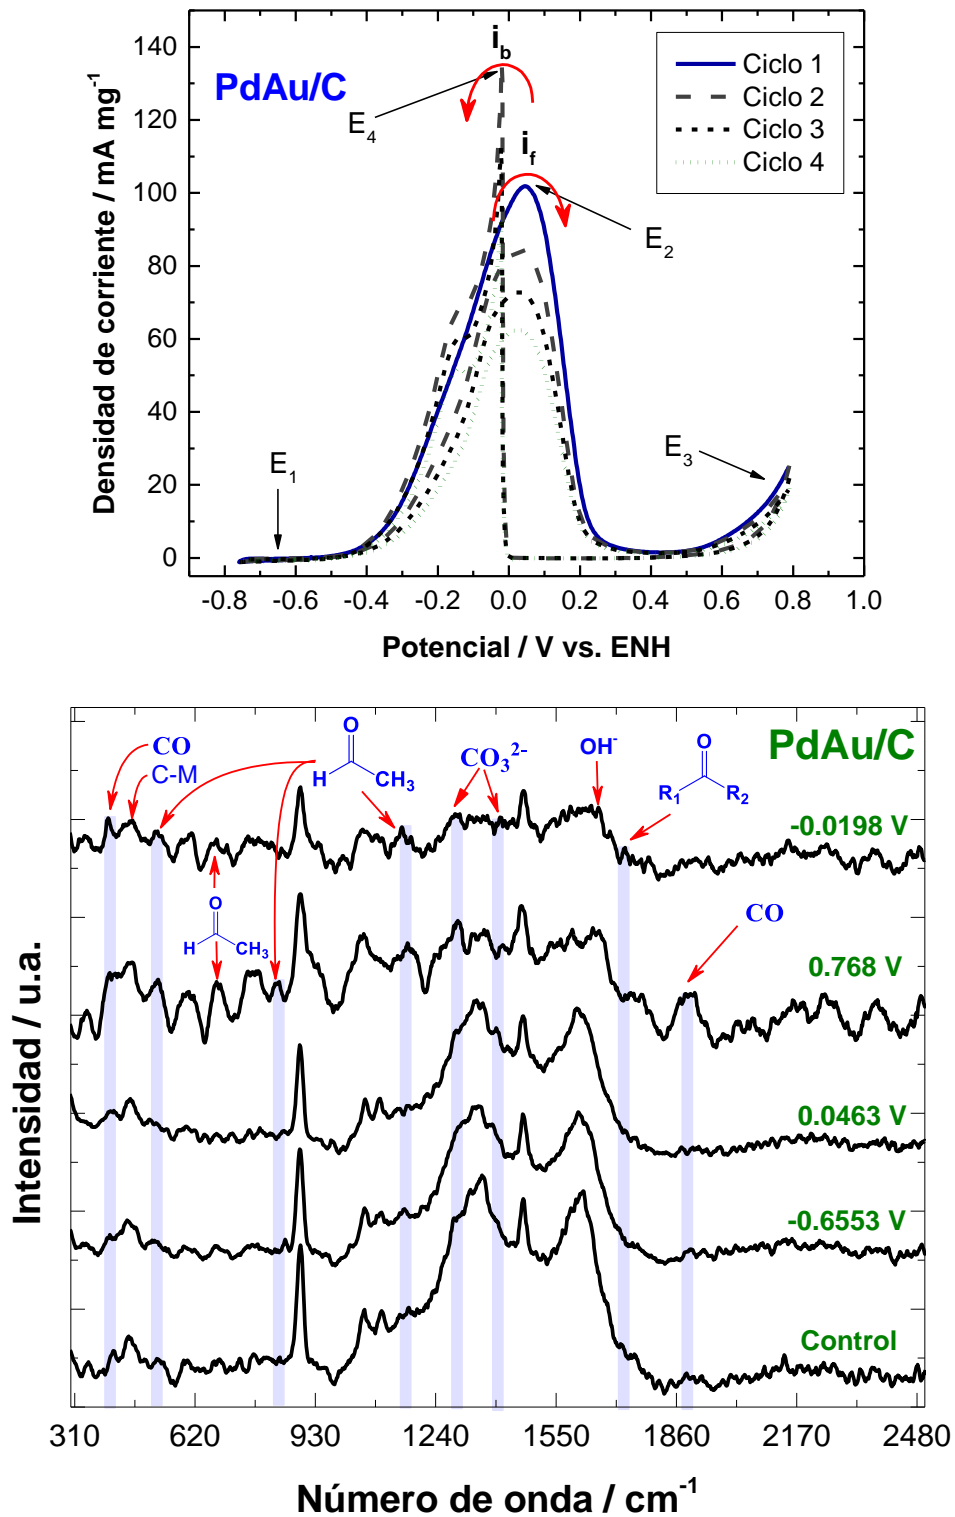 140
120
100
80
60
40
20
0
Densidad de corriente / mA mg⁻¹
PdAu/C
i_b
i_f
E₄
E₂
E₁
E₃
Ciclo 1
Ciclo 2
Ciclo 3
Ciclo 4
-0.8 -0.6 -0.4 -0.2 0.0 0.2 0.4 0.6 0.8 1.0
Potencial / V vs. ENH
PdAu/C
CO
C-M
O
H CH₃
CO₃²⁻
OH⁻
O
R₁ R₂
-0.0198 V
O
H CH₃
CO
0.768 V
0.0463 V
-0.6553 V
Control
Intensidad / u.a.
310 620 930 1240 1550 1860 2170 2480
Número de onda / cm⁻¹